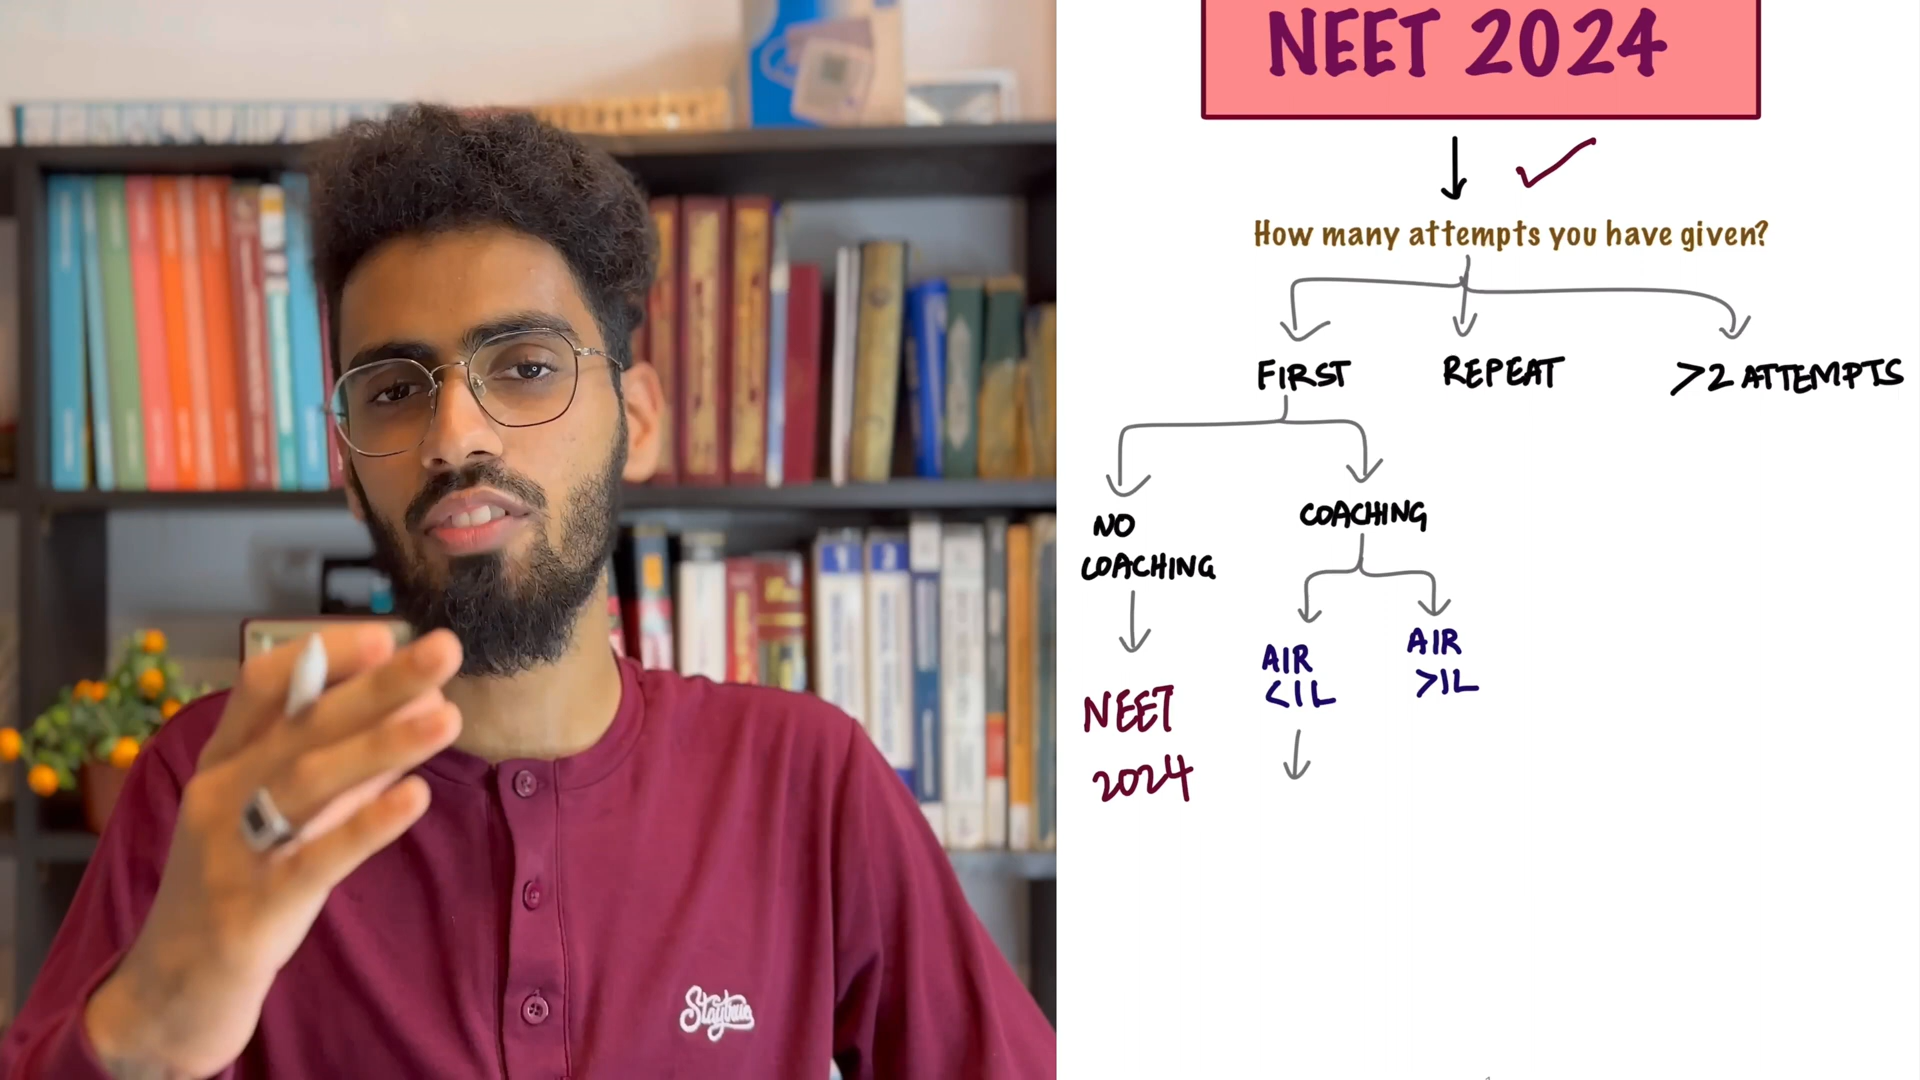 NEET 2024
How many attempts you have given?
FIRST
REPEAT
>2 ATTEMPTS
NO
COACHING
COACHING
AIR
<1L
AIR
>1L
NEET
2024
Staytrue